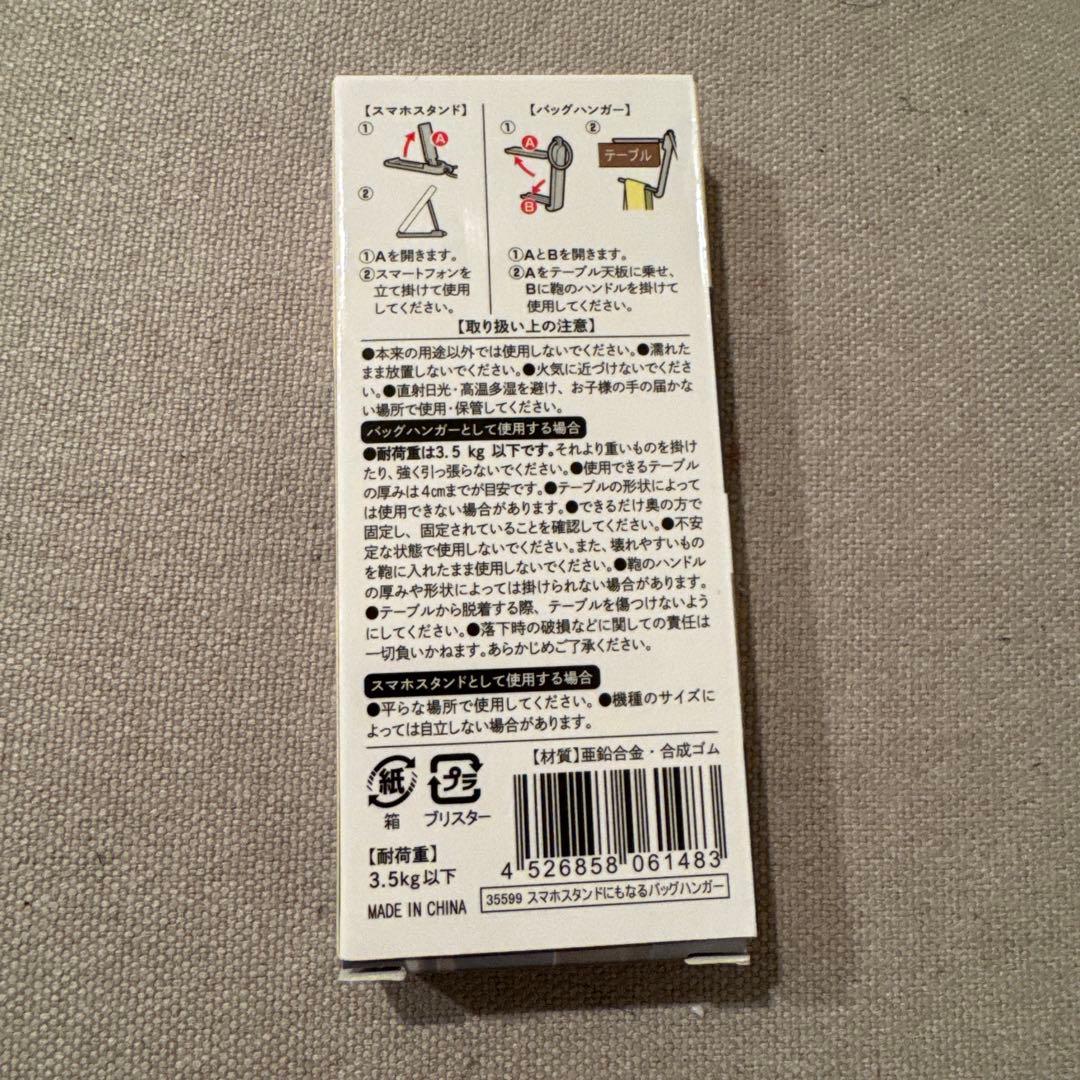 【スマホスタンド】
①
A
②
①Aを開きます。
②スマートフォンを
立て掛けて使用
してください。
【バッグハンガー】
①
A
B
②
テーブル
①AとBを開きます。
②Aをテーブル天板に乗せ、
Bに鞄のハンドルを掛けて
使用してください。
【取り扱い上の注意】
●本来の用途以外では使用しないでください。●濡れた
まま放置しないでください。●火気に近づけないでくださ
い。●直射日光・高温多湿を避け、お子様の手の届かな
い場所で使用・保管してください。
バッグハンガーとして使用する場合
●耐荷重は3.5 kg 以下です。それより重いものを掛け
たり、強く引っ張らないでください。●使用できるテーブル
の厚みは4㎝までが目安です。●テーブルの形状によって
は使用できない場合があります。●できるだけ奥の方で
固定し、固定されていることを確認してください。●不安
定な状態で使用しないでください。また、壊れやすいもの
を鞄に入れたまま使用しないでください。●鞄のハンドル
の厚みや形状によっては掛けられない場合があります。
●テーブルから脱着する際、テーブルを傷つけないよう
にしてください。●落下時の破損などに関しての責任は
一切負いかねます。あらかじめご了承ください。
スマホスタンドとして使用する場合
●平らな場所で使用してください。●機種のサイズに
よっては自立しない場合があります。
【材質】亜鉛合金・合成ゴム
紙
箱
プラ
ブリスター
【耐荷重】
3.5kg以下
MADE IN CHINA
4 526858 061483
35599 スマホスタンドにもなるバッグハンガー